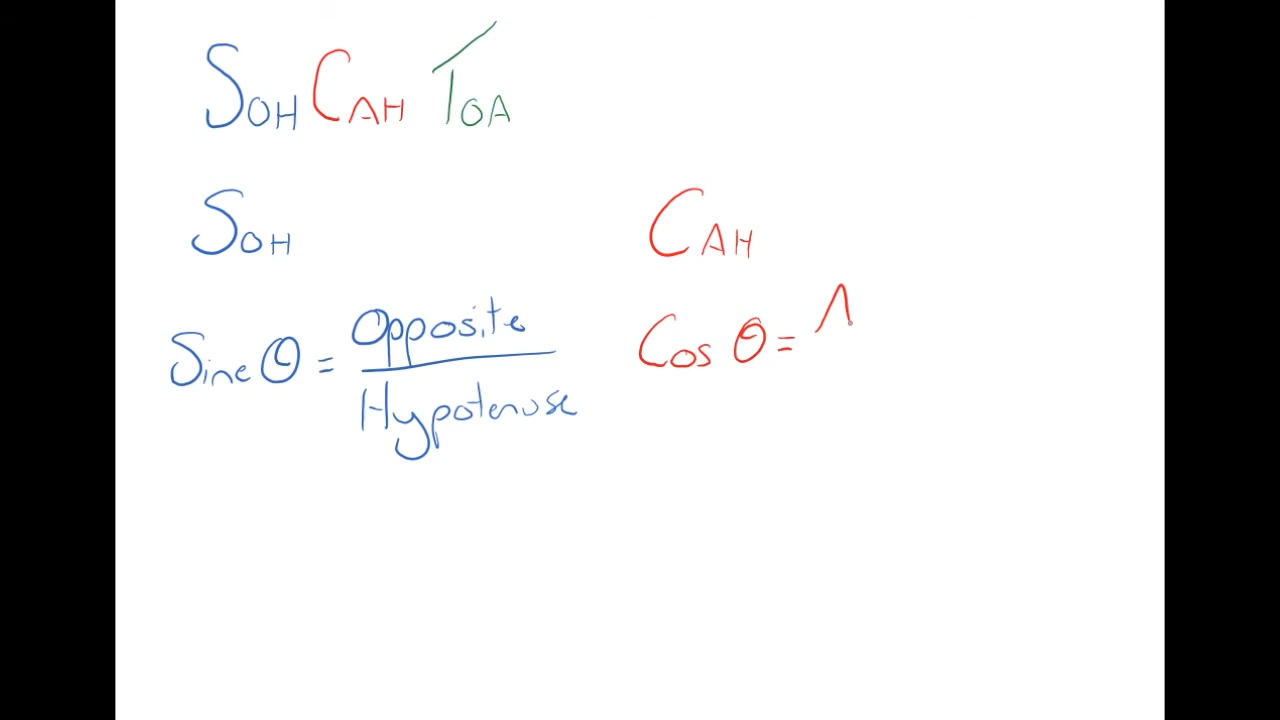 SOH CAH TOA
SOH
CAH
Sine θ = Opposite
Hypotenuse
Cos θ = A